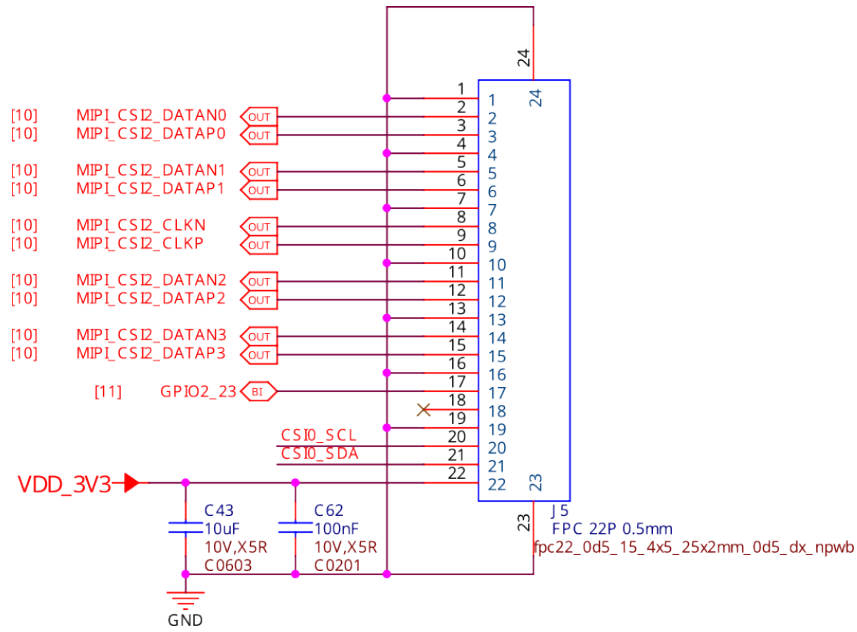 24
24
1 1
[10] MIPI_CSI2_DATAN0 OUT 2 2
[10] MIPI_CSI2_DATAP0 OUT 3 3
4 4
[10] MIPI_CSI2_DATAN1 OUT 5 5
[10] MIPI_CSI2_DATAP1 OUT 6 6
7 7
[10] MIPI_CSI2_CLKN OUT 8 8
[10] MIPI_CSI2_CLKP OUT 9 9
10 10
[10] MIPI_CSI2_DATAN2 OUT 11 11
[10] MIPI_CSI2_DATAP2 OUT 12 12
13 13
[10] MIPI_CSI2_DATAN3 OUT 14 14
[10] MIPI_CSI2_DATAP3 OUT 15 15
16 16
[11] GPIO2_23 BI 17 17
18 18
19 19
CSI0_SCL 20 20
CSI0_SDA 21 21
VDD_3V3 22 22
23
23
C43 C62 J5
10uF 100nF FPC 22P 0.5mm
10V,X5R 10V,X5R fpc22_0d5_15_4x5_25x2mm_0d5_dx_npwb
C0603 C0201
GND